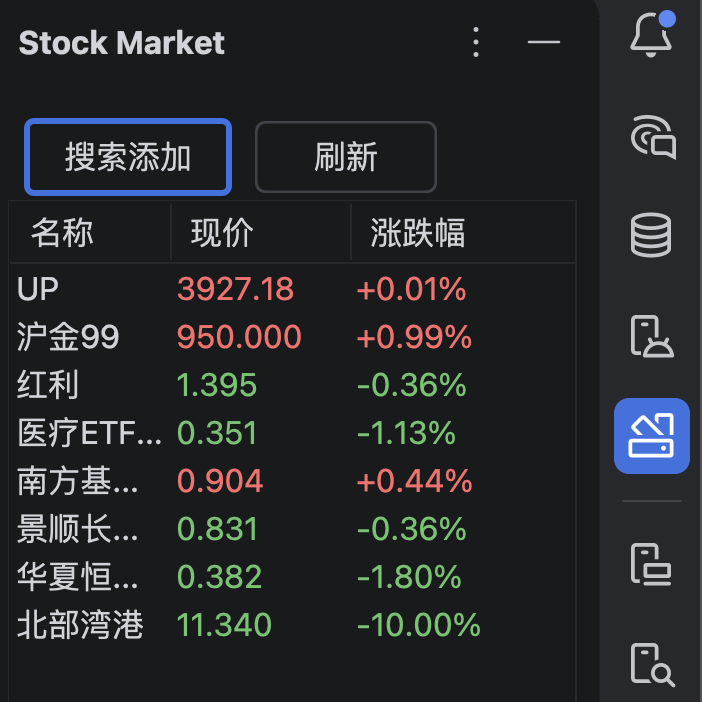 Stock Market
搜索添加 刷新
名称 现价 涨跌幅
UP 3927.18 +0.01%
沪金99 950.000 +0.99%
红利 1.395 -0.36%
医疗ETF... 0.351 -1.13%
南方基... 0.904 +0.44%
景顺长... 0.831 -0.36%
华夏恒... 0.382 -1.80%
北部湾港 11.340 -10.00%